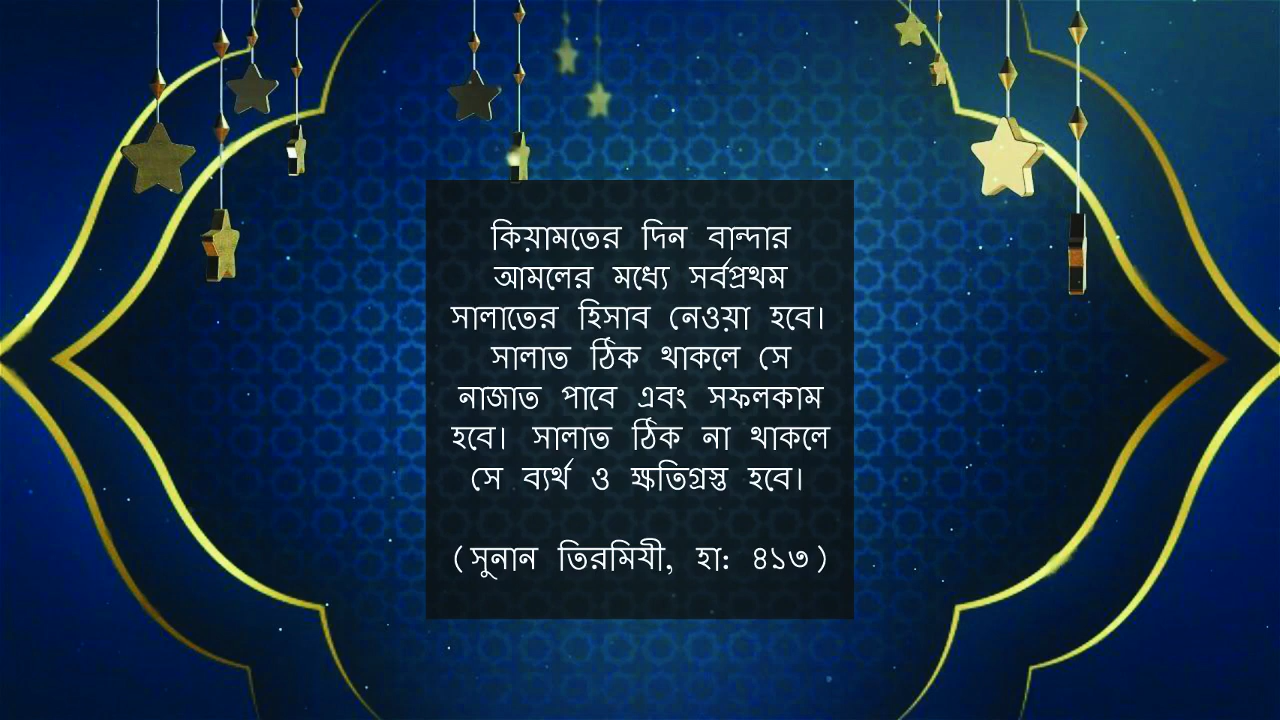 কিয়ামতের দিন বান্দার
আমলের মধ্যে সর্বপ্রথম
সালাতের হিসাব নেওয়া হবে।
সালাত ঠিক থাকলে সে
নাজাত পাবে এবং সফলকাম
হবে। সালাত ঠিক না থাকলে
সে ব্যর্থ ও ক্ষতিগ্রস্ত হবে।
(সুনান তিরমিযী, হা: ৪১৩)